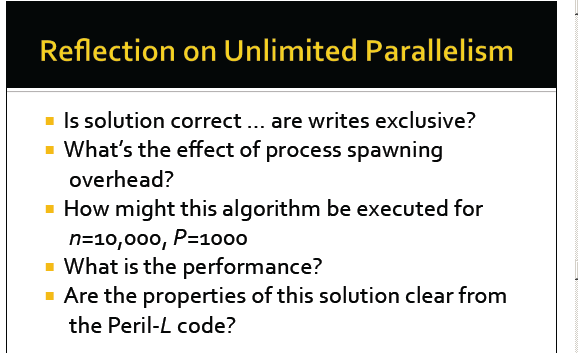 Reflection on Unlimited Parallelism
Is solution correct … are writes exclusive?
What's the effect of process spawning
overhead?
How might this algorithm be executed for
n=10,000, P=1000
What is the performance?
Are the properties of this solution clear from
the Peril-L code?